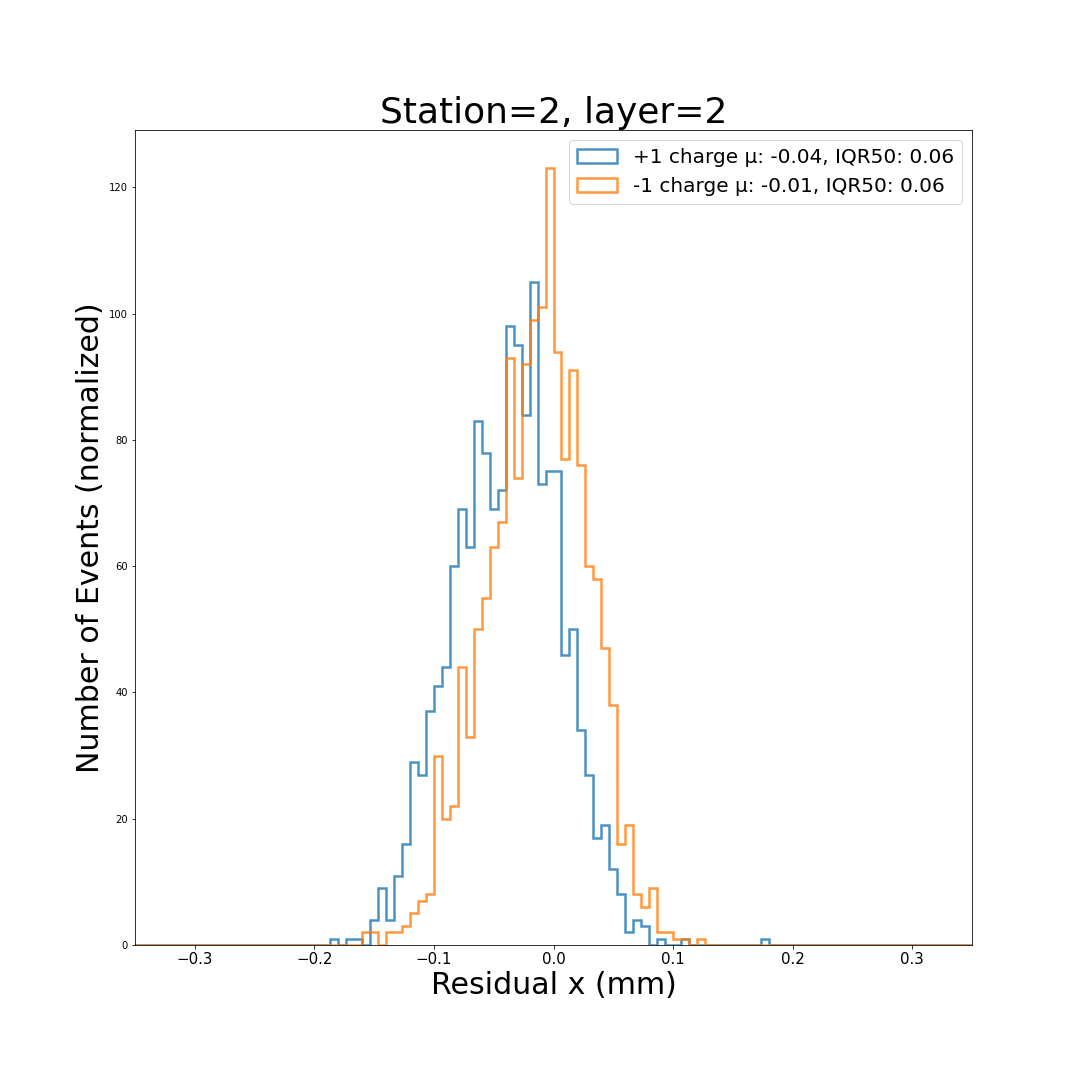 Station=2, layer=2
+1 charge μ: -0.04, IQR50: 0.06
-1 charge μ: -0.01, IQR50: 0.06
Number of Events (normalized)
120
100
80
60
40
20
0
−0.3 −0.2 −0.1 0.0 0.1 0.2 0.3
Residual x (mm)